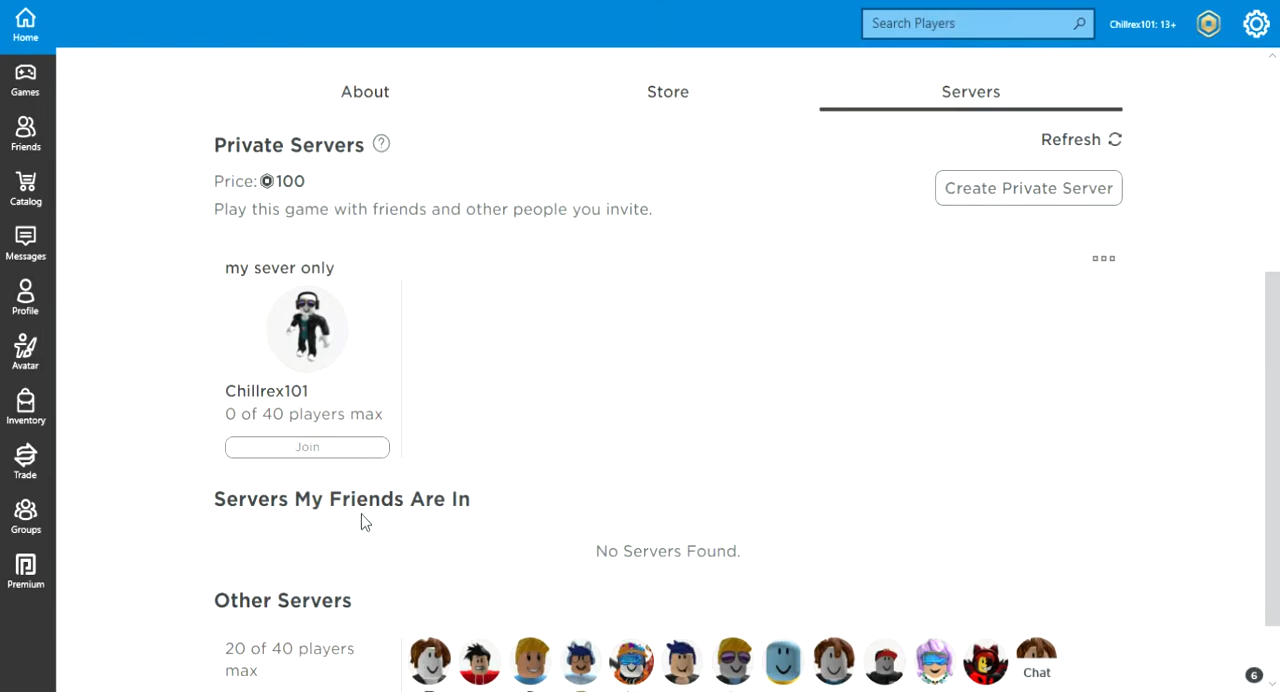 Home
Search Players
Chillrex101: 13+
Games
Friends
Catalog
Messages
Profile
Avatar
Inventory
Trade
Groups
Premium
About
Store
Servers
Private Servers ?
Refresh
Price: 100
Create Private Server
Play this game with friends and other people you invite.
my sever only
Chillrex101
0 of 40 players max
Join
Servers My Friends Are In
No Servers Found.
Other Servers
20 of 40 players
max
Chat
6